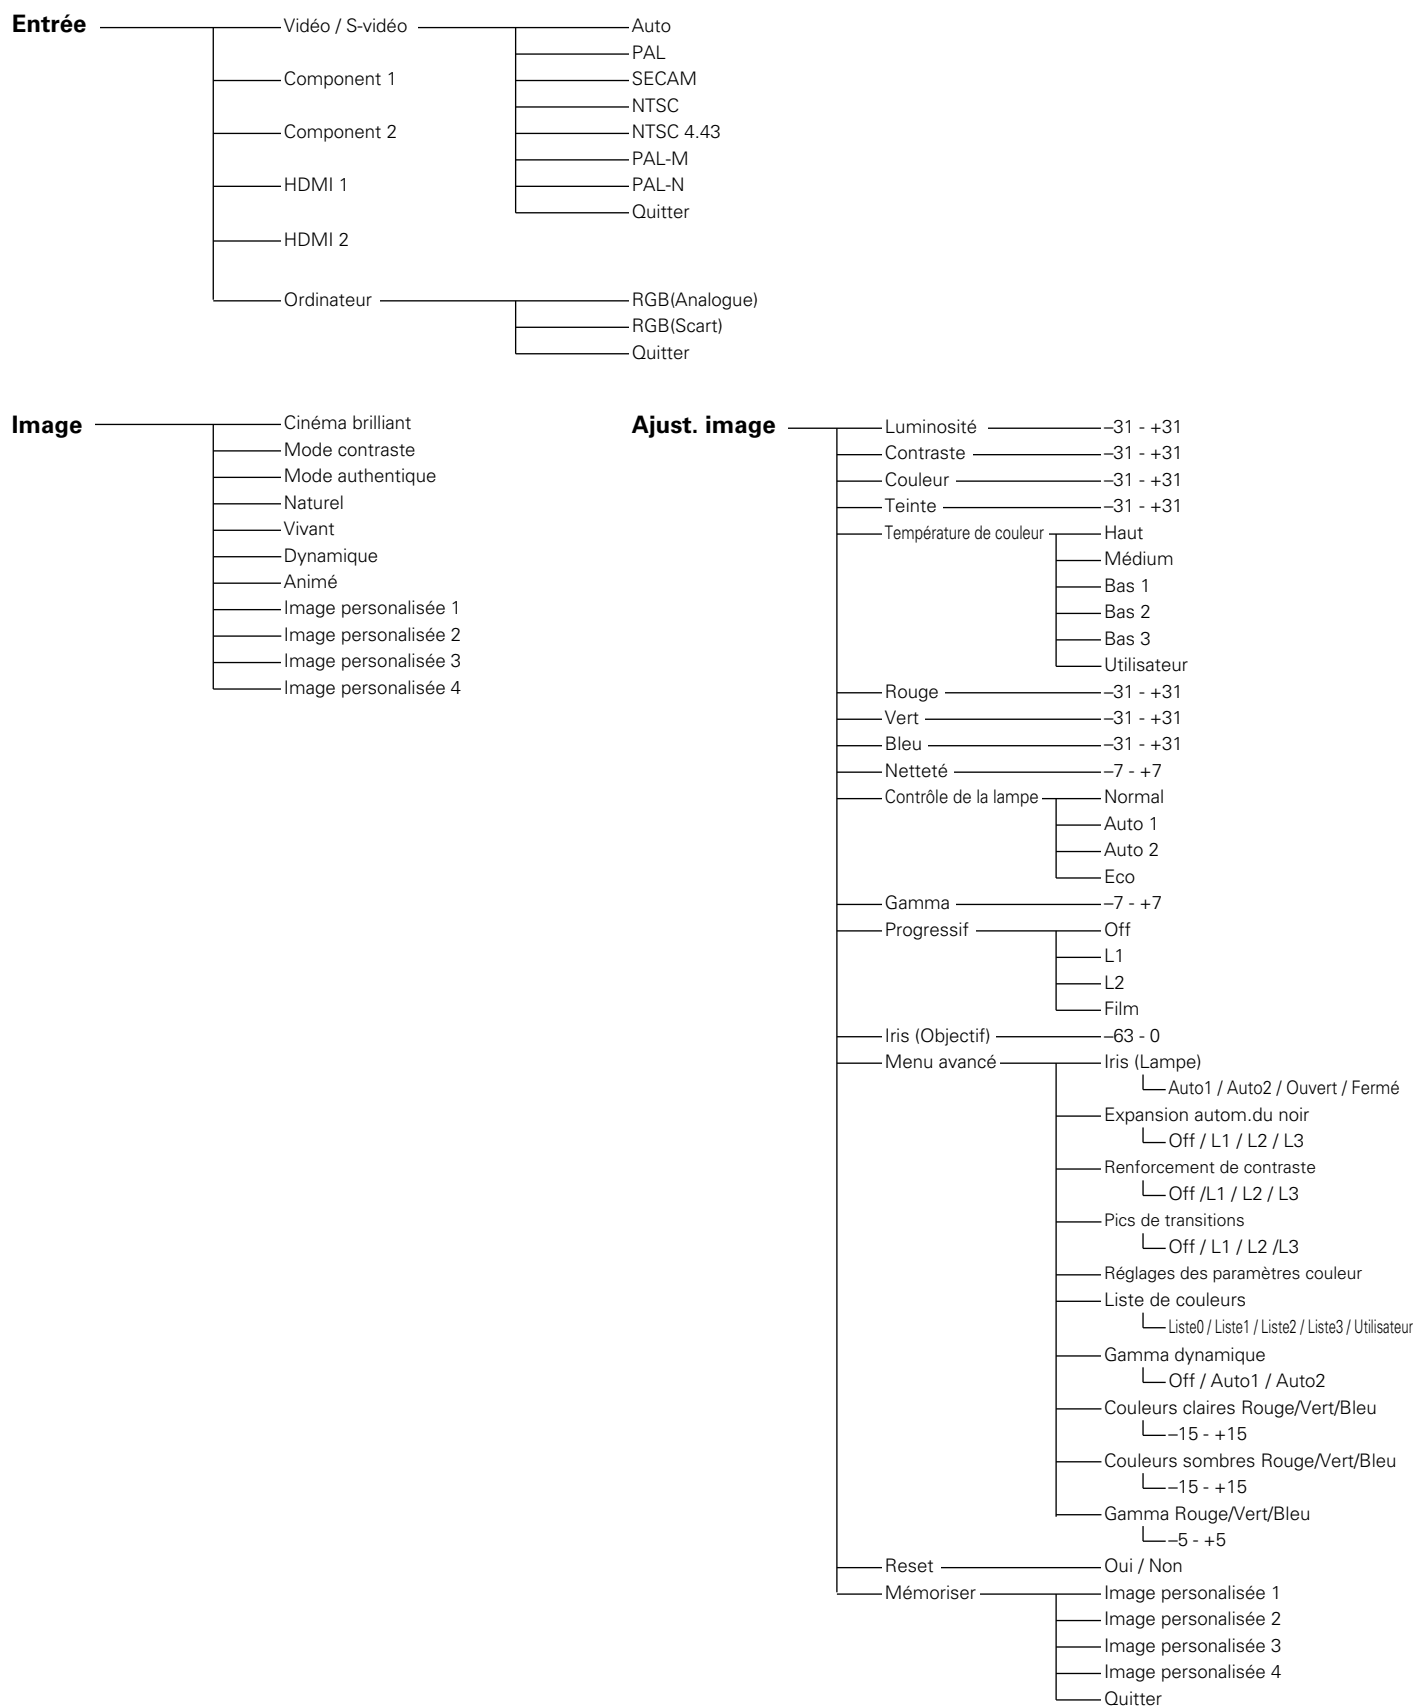 Entrée
Vidéo / S-vidéo
Auto
PAL
Component 1
SECAM
NTSC
Component 2
NTSC 4.43
PAL-M
HDMI 1
PAL-N
Quitter
HDMI 2
Ordinateur
RGB(Analogue)
RGB(Scart)
Quitter
Image
Cinéma brilliant
Mode contraste
Mode authentique
Naturel
Vivant
Dynamique
Animé
Image personalisée 1
Image personalisée 2
Image personalisée 3
Image personalisée 4
Ajust. image
Luminosité –31 - +31
Contraste –31 - +31
Couleur –31 - +31
Teinte –31 - +31
Température de couleur Haut
Médium
Bas 1
Bas 2
Bas 3
Utilisateur
Rouge –31 - +31
Vert –31 - +31
Bleu –31 - +31
Netteté –7 - +7
Contrôle de la lampe Normal
Auto 1
Auto 2
Eco
Gamma –7 - +7
Progressif Off
L1
L2
Film
Iris (Objectif) –63 - 0
Menu avancé Iris (Lampe)
Auto1 / Auto2 / Ouvert / Fermé
Expansion autom.du noir
Off / L1 / L2 / L3
Renforcement de contraste
Off /L1 / L2 / L3
Pics de transitions
Off / L1 / L2 /L3
Réglages des paramètres couleur
Liste de couleurs
Liste0 / Liste1 / Liste2 / Liste3 / Utilisateur
Gamma dynamique
Off / Auto1 / Auto2
Couleurs claires Rouge/Vert/Bleu
–15 - +15
Couleurs sombres Rouge/Vert/Bleu
–15 - +15
Gamma Rouge/Vert/Bleu
–5 - +5
Reset Oui / Non
Mémoriser Image personalisée 1
Image personalisée 2
Image personalisée 3
Image personalisée 4
Quitter